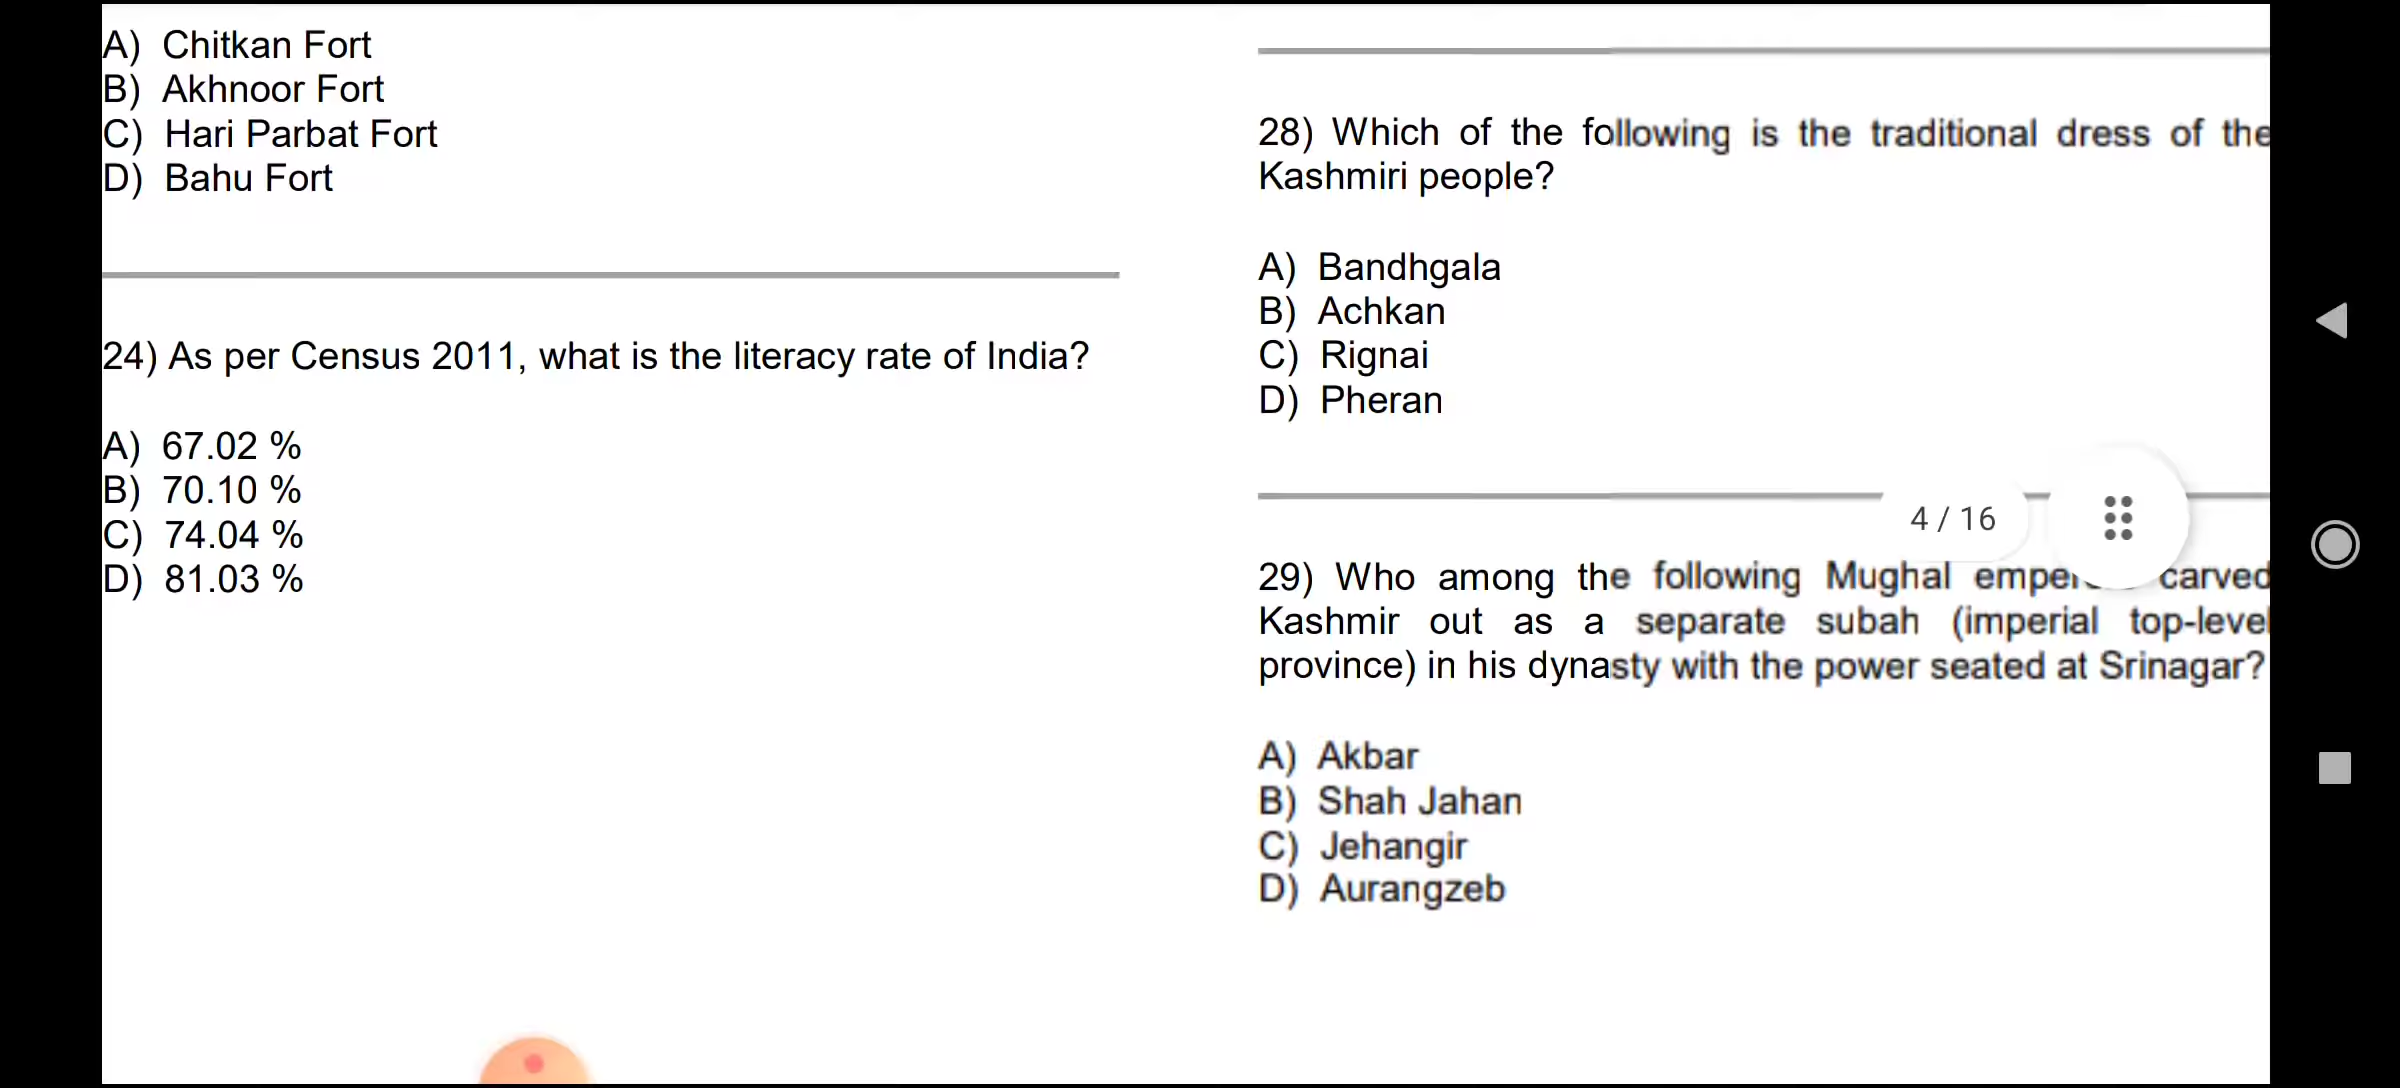 A) Chitkan Fort
B) Akhnoor Fort
C) Hari Parbat Fort
D) Bahu Fort
24) As per Census 2011, what is the literacy rate of India?
A) 67.02 %
B) 70.10 %
C) 74.04 %
D) 81.03 %
28) Which of the following is the traditional dress of the
Kashmiri people?
A) Bandhgala
B) Achkan
C) Rignai
D) Pheran
4 / 16
29) Who among the following Mughal carved
Kashmir out as a separate subah (imperial top-level
province) in his dynasty with the power seated at Srinagar?
A) Akbar
B) Shah Jahan
C) Jehangir
D) Aurangzeb